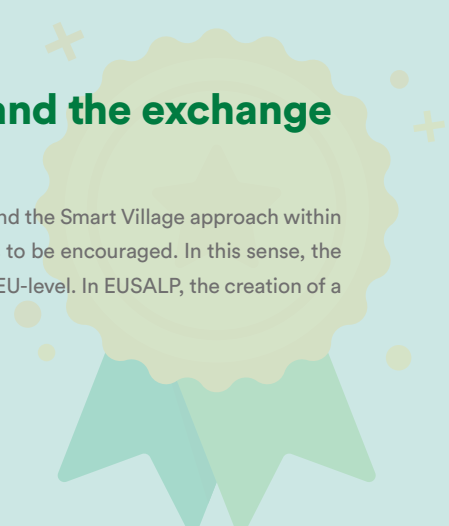 and the exchange
nd the Smart Village approach within
to be encouraged. In this sense, the
EU-level. In EUSALP, the creation of a